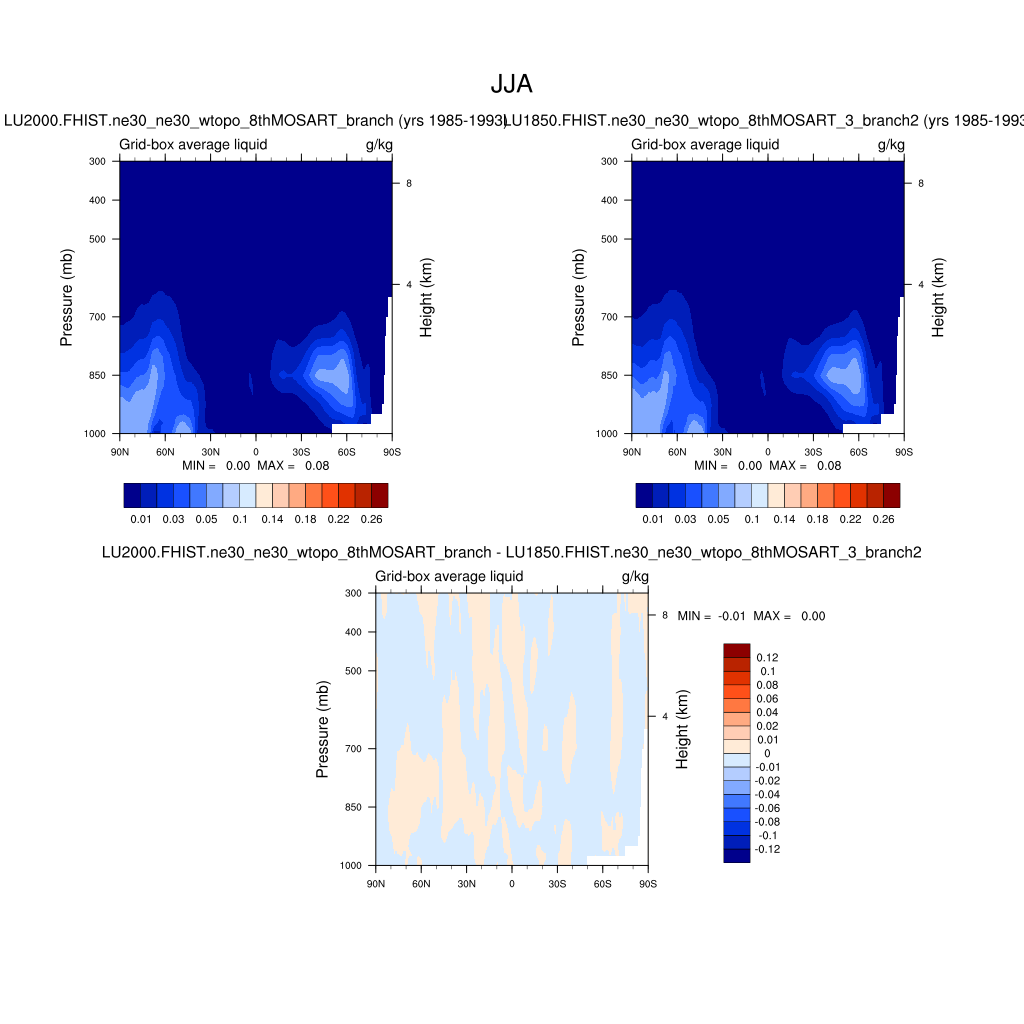 JJA
LU2000.FHIST.ne30_ne30_wtopo_8thMOSART_branch (yrs 1985-1993)
LU1850.FHIST.ne30_ne30_wtopo_8thMOSART_3_branch2 (yrs 1985-1993
Grid-box average liquid g/kg
Grid-box average liquid g/kg
300
400
500
700
850
1000
Pressure (mb)
8
4
Height (km)
90N 60N 30N 0 30S 60S 90S
MIN = 0.00 MAX = 0.08
0.01 0.03 0.05 0.1 0.14 0.18 0.22 0.26
300
400
500
700
850
1000
Pressure (mb)
8
4
Height (km)
90N 60N 30N 0 30S 60S 90S
MIN = 0.00 MAX = 0.08
0.01 0.03 0.05 0.1 0.14 0.18 0.22 0.26
LU2000.FHIST.ne30_ne30_wtopo_8thMOSART_branch - LU1850.FHIST.ne30_ne30_wtopo_8thMOSART_3_branch2
Grid-box average liquid g/kg
300
400
500
700
850
1000
Pressure (mb)
8
4
Height (km)
90N 60N 30N 0 30S 60S 90S
MIN = -0.01 MAX = 0.00
0.12
0.1
0.08
0.06
0.04
0.02
0.01
0
-0.01
-0.02
-0.04
-0.06
-0.08
-0.1
-0.12